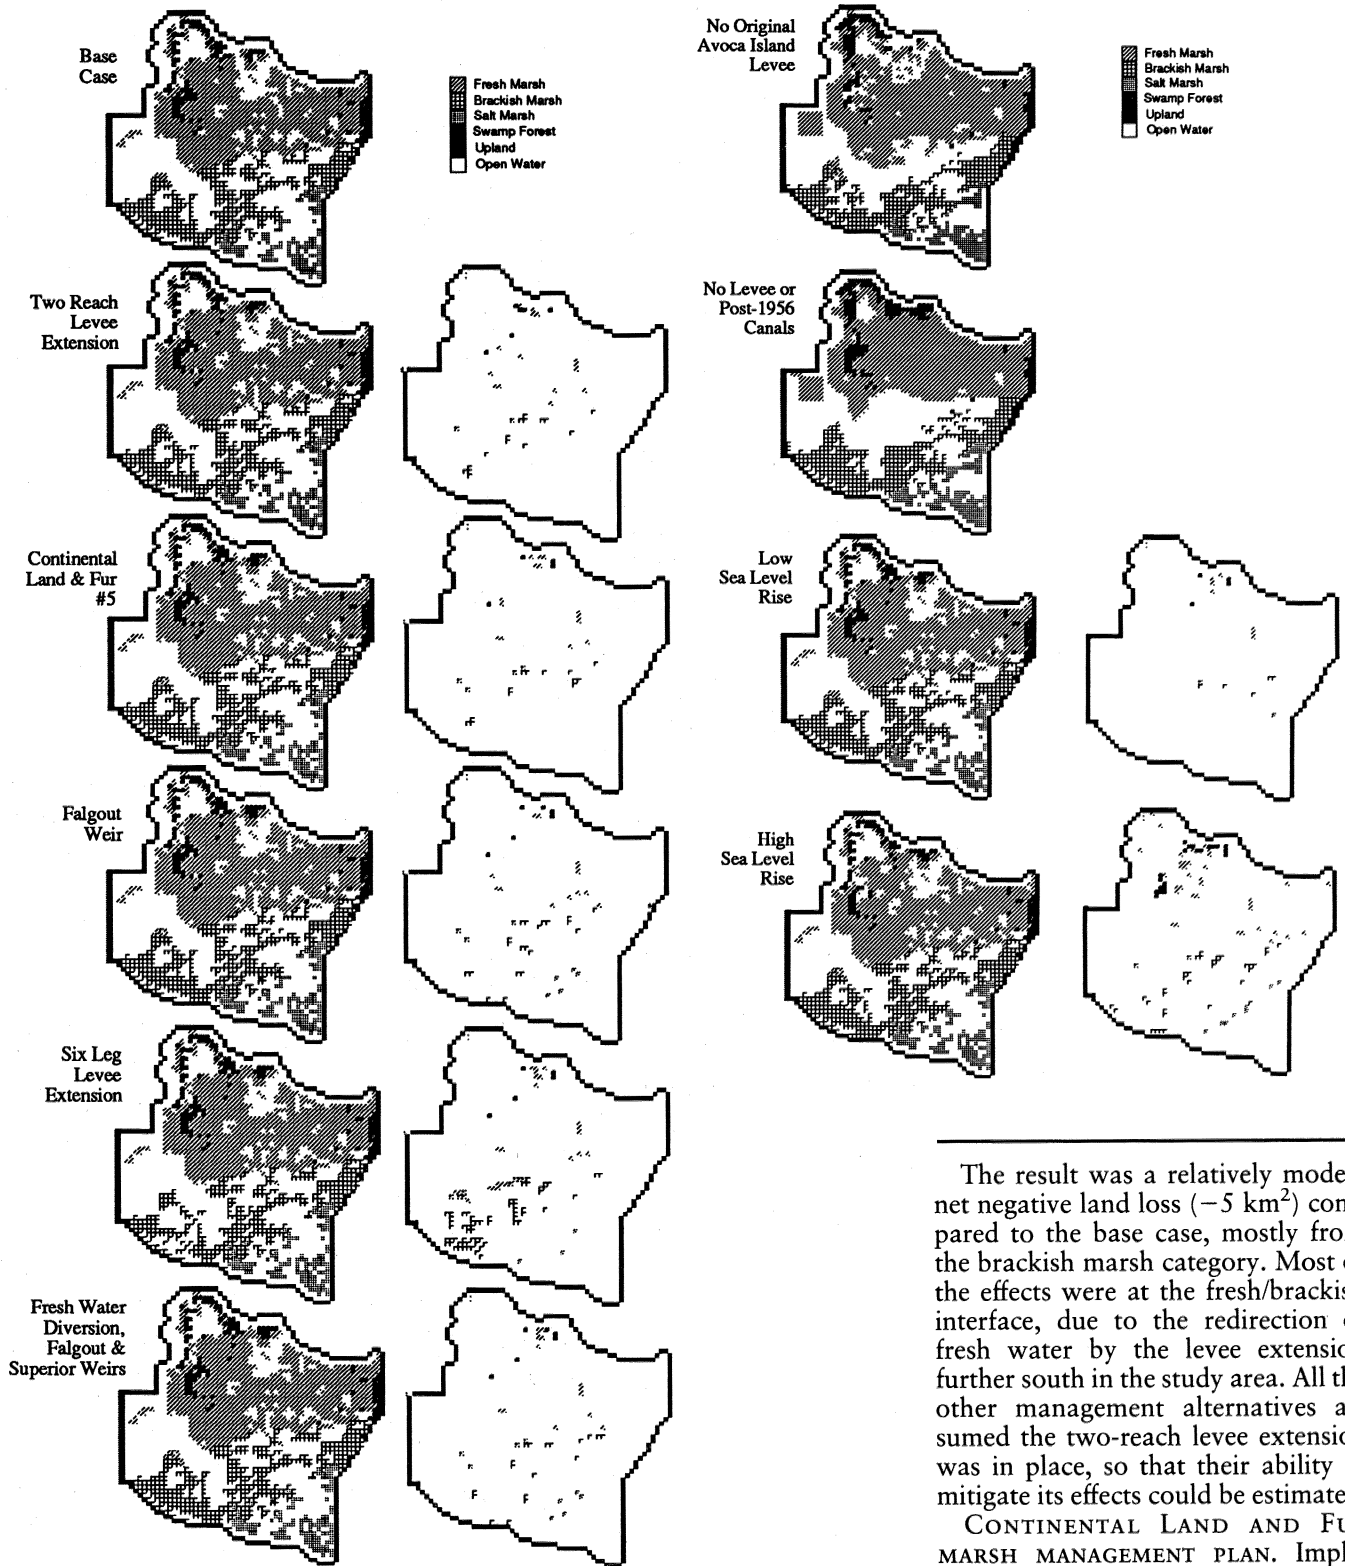 Base
Case
Fresh Marsh
Brackish Marsh
Salt Marsh
Swamp Forest
Upland
Open Water
Two Reach
Levee
Extension
Continental
Land & Fur
#5
Falgout
Weir
Six Leg
Levee
Extension
Fresh Water
Diversion,
Falgout &
Superior Weirs
No Original
Avoca Island
Levee
Fresh Marsh
Brackish Marsh
Salt Marsh
Swamp Forest
Upland
Open Water
No Levee or
Post-1956
Canals
Low
Sea Level
Rise
High
Sea Level
Rise
The result was a relatively mode
net negative land loss (−5 km²) com
pared to the base case, mostly fro
the brackish marsh category. Most
the effects were at the fresh/brackis
interface, due to the redirection
fresh water by the levee extensio
further south in the study area. All th
other management alternatives a
sumed the two-reach levee extensio
was in place, so that their ability
mitigate its effects could be estimate
CONTINENTAL LAND AND FU
MARSH MANAGEMENT PLAN. Impl